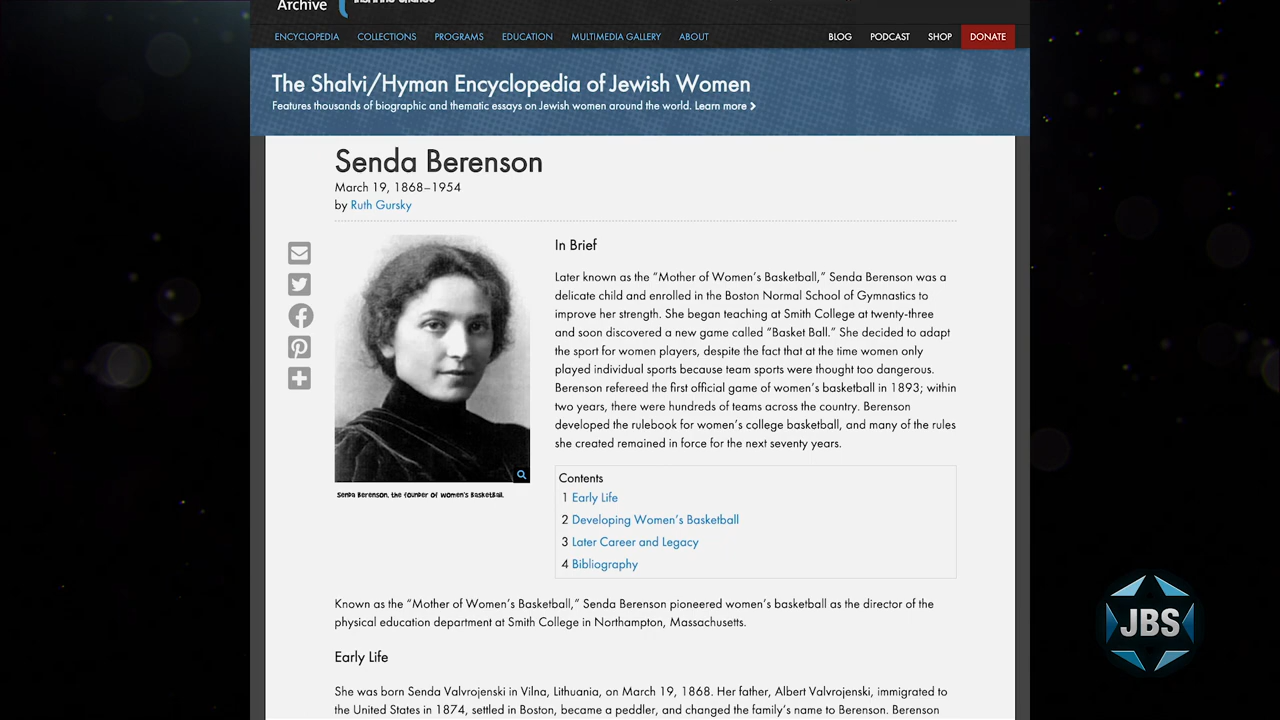 Archive
ENCYCLOPEDIA COLLECTIONS PROGRAMS EDUCATION MULTIMEDIA GALLERY ABOUT BLOG PODCAST SHOP DONATE
The Shalvi/Hyman Encyclopedia of Jewish Women
Features thousands of biographic and thematic essays on Jewish women around the world. Learn more
Senda Berenson
March 19, 1868–1954
by Ruth Gursky
In Brief
Later known as the “Mother of Women’s Basketball,” Senda Berenson was a
delicate child and enrolled in the Boston Normal School of Gymnastics to
improve her strength. She began teaching at Smith College at twenty-three
and soon discovered a new game called “Basket Ball.” She decided to adapt
the sport for women players, despite the fact that at the time women only
played individual sports because team sports were thought too dangerous.
Berenson refereed the first official game of women’s basketball in 1893; within
two years, there were hundreds of teams across the country. Berenson
developed the rulebook for women’s college basketball, and many of the rules
she created remained in force for the next seventy years.
Senda Berenson, the founder of women's basketball.
Contents
1 Early Life
2 Developing Women’s Basketball
3 Later Career and Legacy
4 Bibliography
Known as the “Mother of Women’s Basketball,” Senda Berenson pioneered women’s basketball as the director of the
physical education department at Smith College in Northampton, Massachusetts.
Early Life
She was born Senda Valvrojenski in Vilna, Lithuania, on March 19, 1868. Her father, Albert Valvrojenski, immigrated to
the United States in 1874, settled in Boston, became a peddler, and changed the family’s name to Berenson. Berenson
JBS